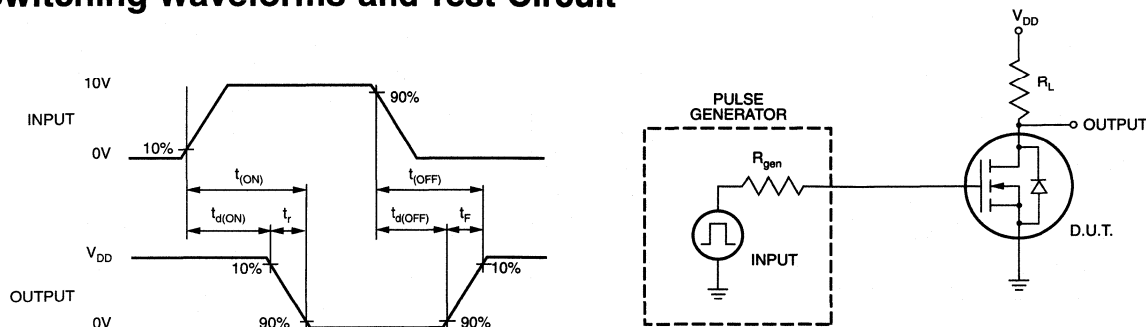 Switching Waveforms and Test Circuit
10V
INPUT
0V
10%
90%
t(ON)
t(OFF)
td(ON)
tr
td(OFF)
tF
VDD
10%
10%
OUTPUT
0V
90%
90%
PULSE
GENERATOR
Rgen
INPUT
VDD
RL
OUTPUT
D.U.T.